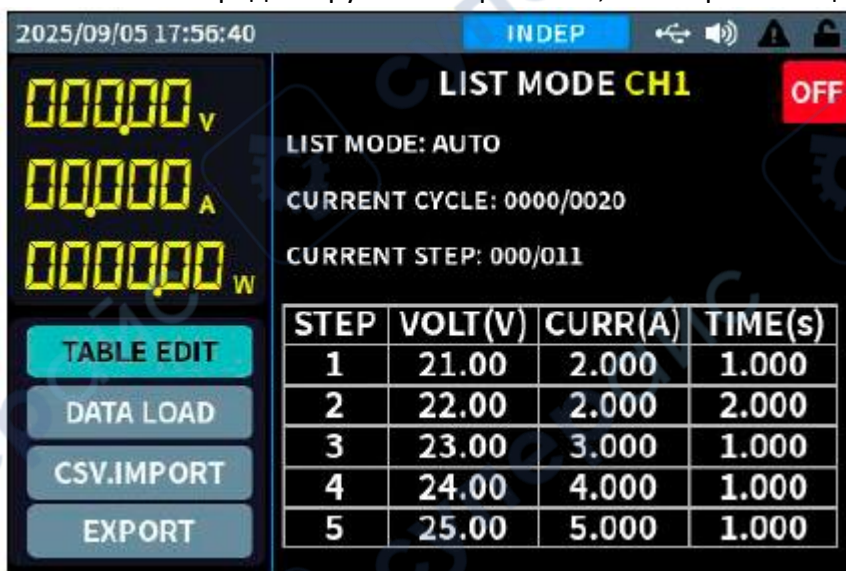 2025/09/05 17:56:40 INDEP
00.00 V
00.000 A
0000.00 W
LIST MODE CH1 OFF
LIST MODE: AUTO
CURRENT CYCLE: 0000/0020
CURRENT STEP: 000/011
TABLE EDIT
DATA LOAD
CSV.IMPORT
EXPORT
STEP VOLT(V) CURR(A) TIME(s)
1 21.00 2.000 1.000
2 22.00 2.000 2.000
3 23.00 3.000 1.000
4 24.00 4.000 1.000
5 25.00 5.000 1.000